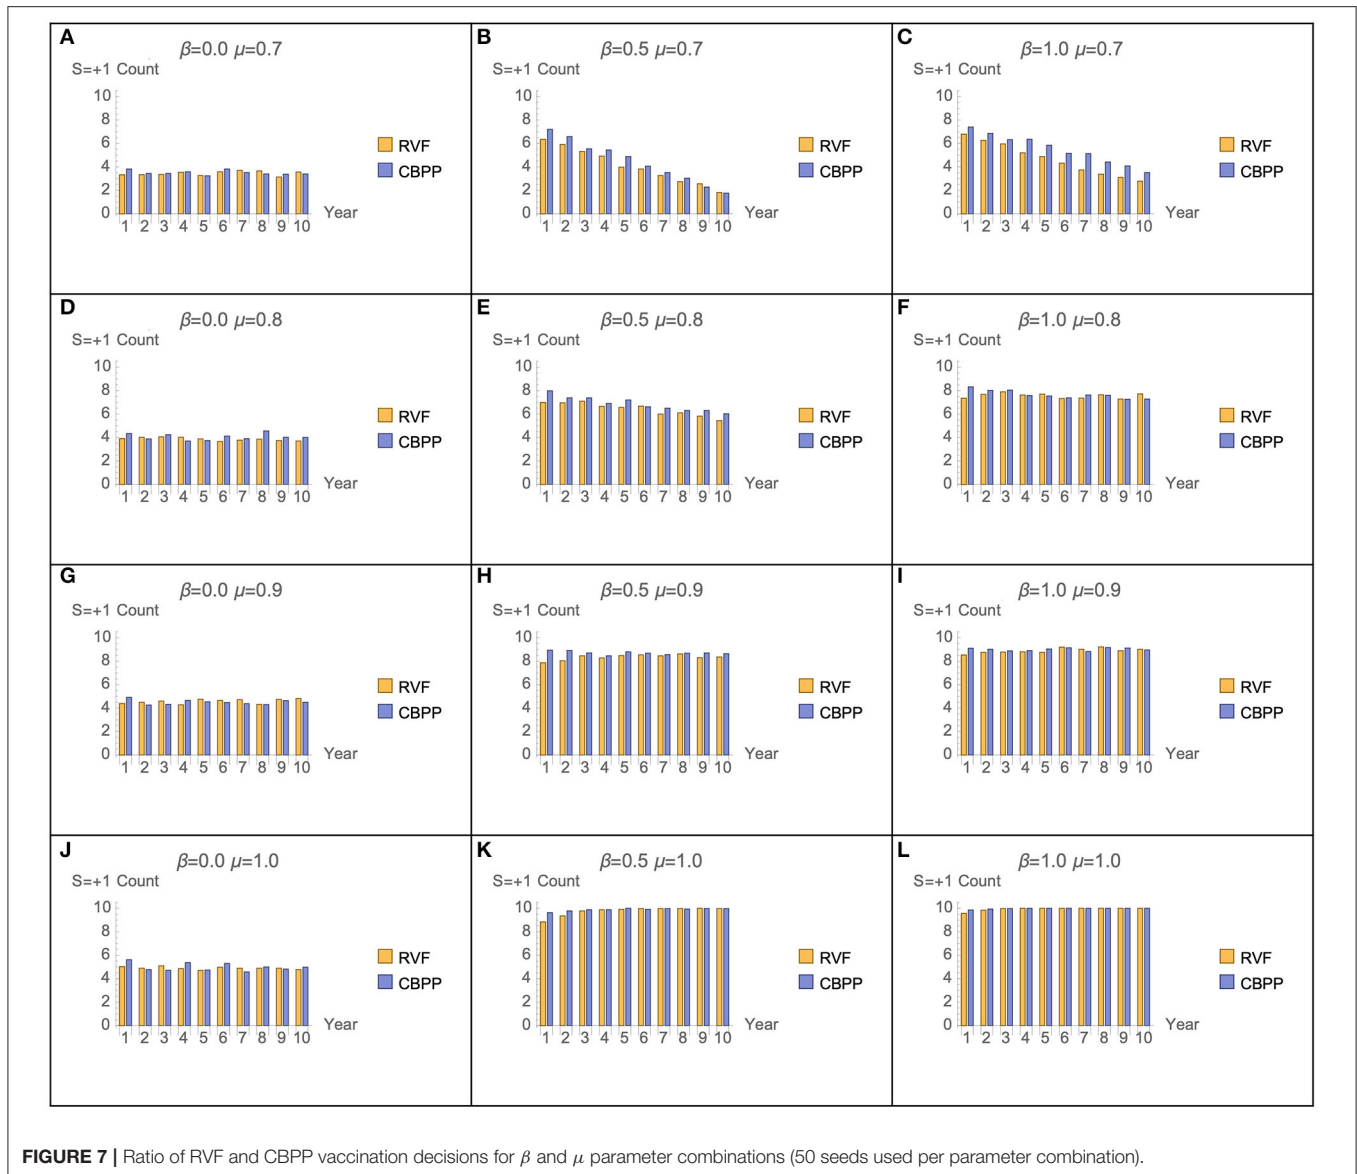 A
β=0.0 μ=0.7
S=+1 Count
10
8
6
4
2
0
1 2 3 4 5 6 7 8 9 10
Year
RVF
CBPP
B
β=0.5 μ=0.7
S=+1 Count
10
8
6
4
2
0
1 2 3 4 5 6 7 8 9 10
Year
RVF
CBPP
C
β=1.0 μ=0.7
S=+1 Count
10
8
6
4
2
0
1 2 3 4 5 6 7 8 9 10
Year
RVF
CBPP
D
β=0.0 μ=0.8
S=+1 Count
10
8
6
4
2
0
1 2 3 4 5 6 7 8 9 10
Year
RVF
CBPP
E
β=0.5 μ=0.8
S=+1 Count
10
8
6
4
2
0
1 2 3 4 5 6 7 8 9 10
Year
RVF
CBPP
F
β=1.0 μ=0.8
S=+1 Count
10
8
6
4
2
0
1 2 3 4 5 6 7 8 9 10
Year
RVF
CBPP
G
β=0.0 μ=0.9
S=+1 Count
10
8
6
4
2
0
1 2 3 4 5 6 7 8 9 10
Year
RVF
CBPP
H
β=0.5 μ=0.9
S=+1 Count
10
8
6
4
2
0
1 2 3 4 5 6 7 8 9 10
Year
RVF
CBPP
I
β=1.0 μ=0.9
S=+1 Count
10
8
6
4
2
0
1 2 3 4 5 6 7 8 9 10
Year
RVF
CBPP
J
β=0.0 μ=1.0
S=+1 Count
10
8
6
4
2
0
1 2 3 4 5 6 7 8 9 10
Year
RVF
CBPP
K
β=0.5 μ=1.0
S=+1 Count
10
8
6
4
2
0
1 2 3 4 5 6 7 8 9 10
Year
RVF
CBPP
L
β=1.0 μ=1.0
S=+1 Count
10
8
6
4
2
0
1 2 3 4 5 6 7 8 9 10
Year
RVF
CBPP
FIGURE 7 | Ratio of RVF and CBPP vaccination decisions for β and μ parameter combinations (50 seeds used per parameter combination).